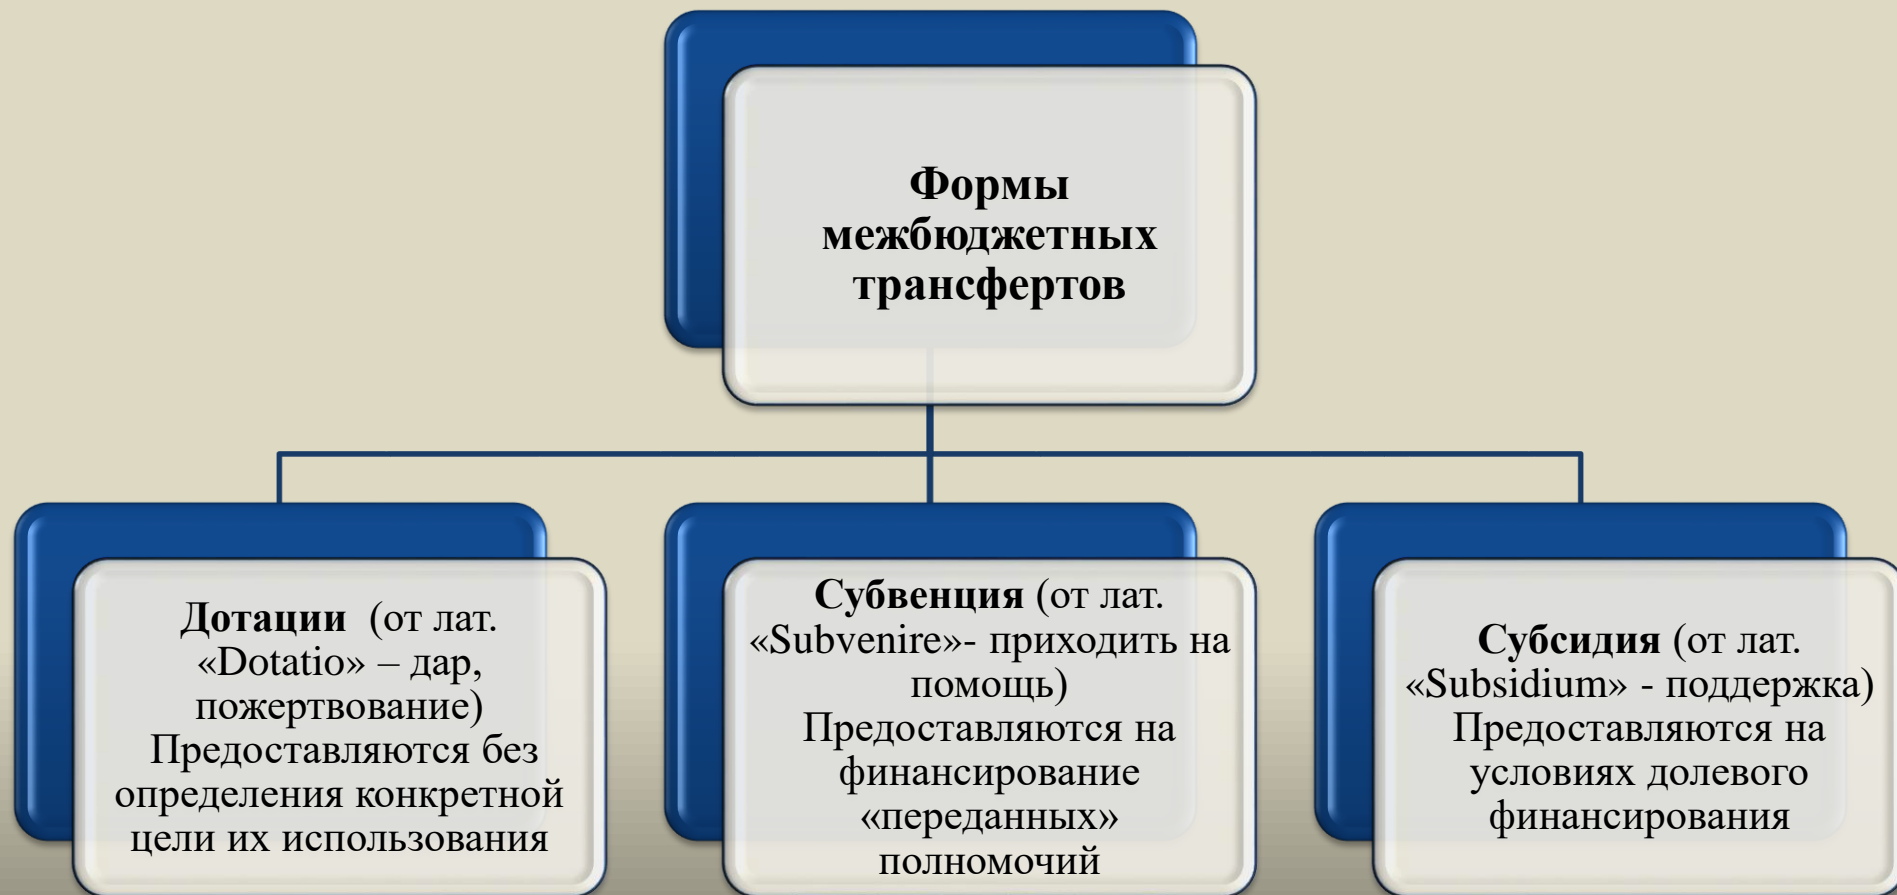 Формы
межбюджетных
трансфертов
Дотации (от лат.
«Dotatio» – дар,
пожертвование)
Предоставляются без
определения конкретной
цели их использования
Субвенция (от лат.
«Subvenire»- приходить на
помощь)
Предоставляются на
финансирование
«переданных»
полномочий
Субсидия (от лат.
«Subsidium» - поддержка)
Предоставляются на
условиях долевого
финансирования